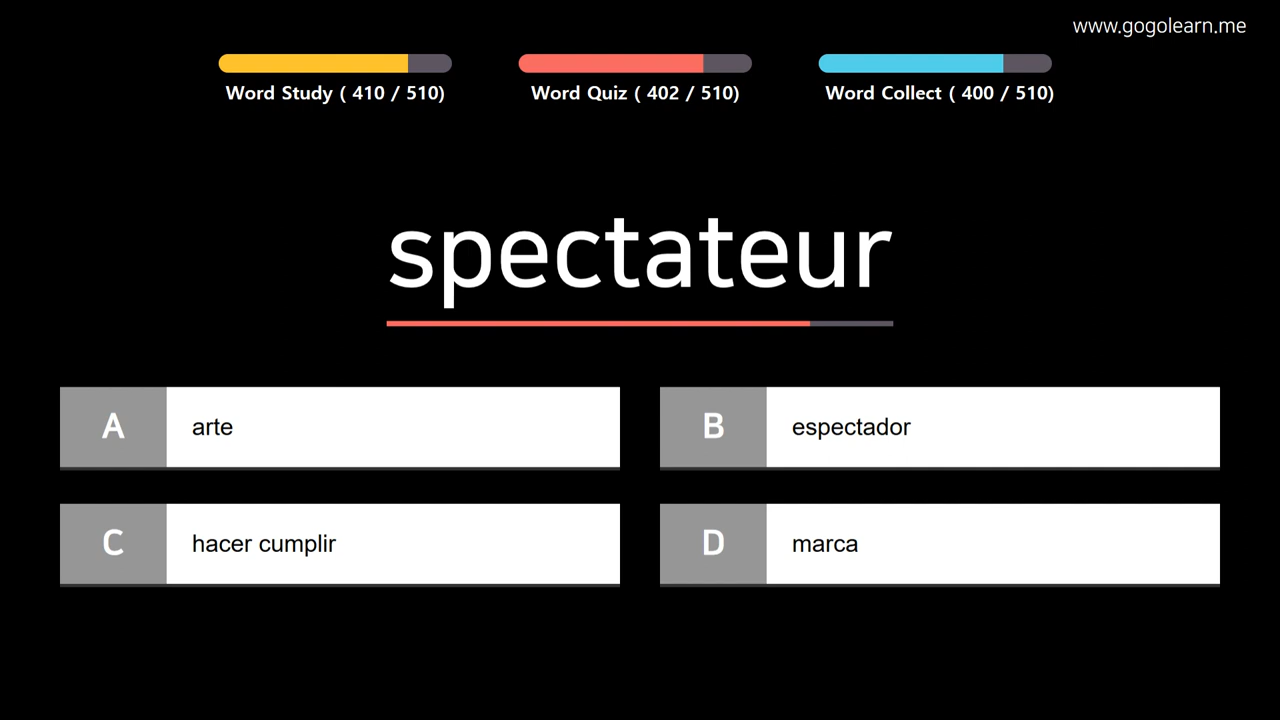 www.gogolearn.me
Word Study ( 410 / 510)
Word Quiz ( 402 / 510)
Word Collect ( 400 / 510)
spectateur
A arte
B espectador
C hacer cumplir
D marca